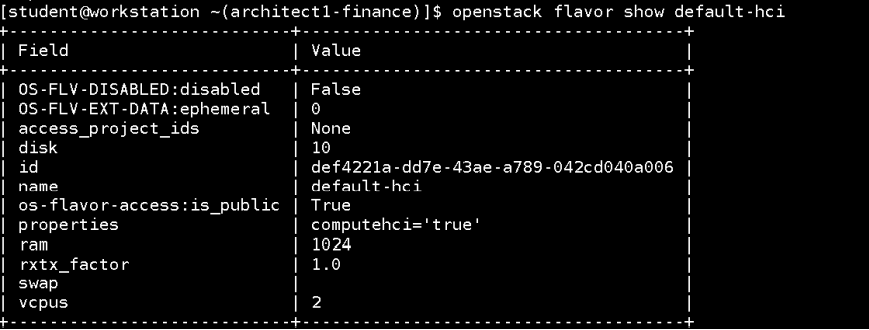 [student@workstation ~(architect1-finance)]$ openstack flavor show default-hci
+----------------------------+--------------------------------------+
| Field                      | Value                                |
+----------------------------+--------------------------------------+
| OS-FLV-DISABLED:disabled   | False                                |
| OS-FLV-EXT-DATA:ephemeral  | 0                                    |
| access_project_ids         | None                                 |
| disk                       | 10                                   |
| id                         | def4221a-dd7e-43ae-a789-042cd040a006 |
| name                       | default-hci                          |
| os-flavor-access:is_public | True                                 |
| properties                 | computehci='true'                    |
| ram                        | 1024                                 |
| rxtx_factor                | 1.0                                  |
| swap                       |                                      |
| vcpus                      | 2                                    |
+----------------------------+--------------------------------------+